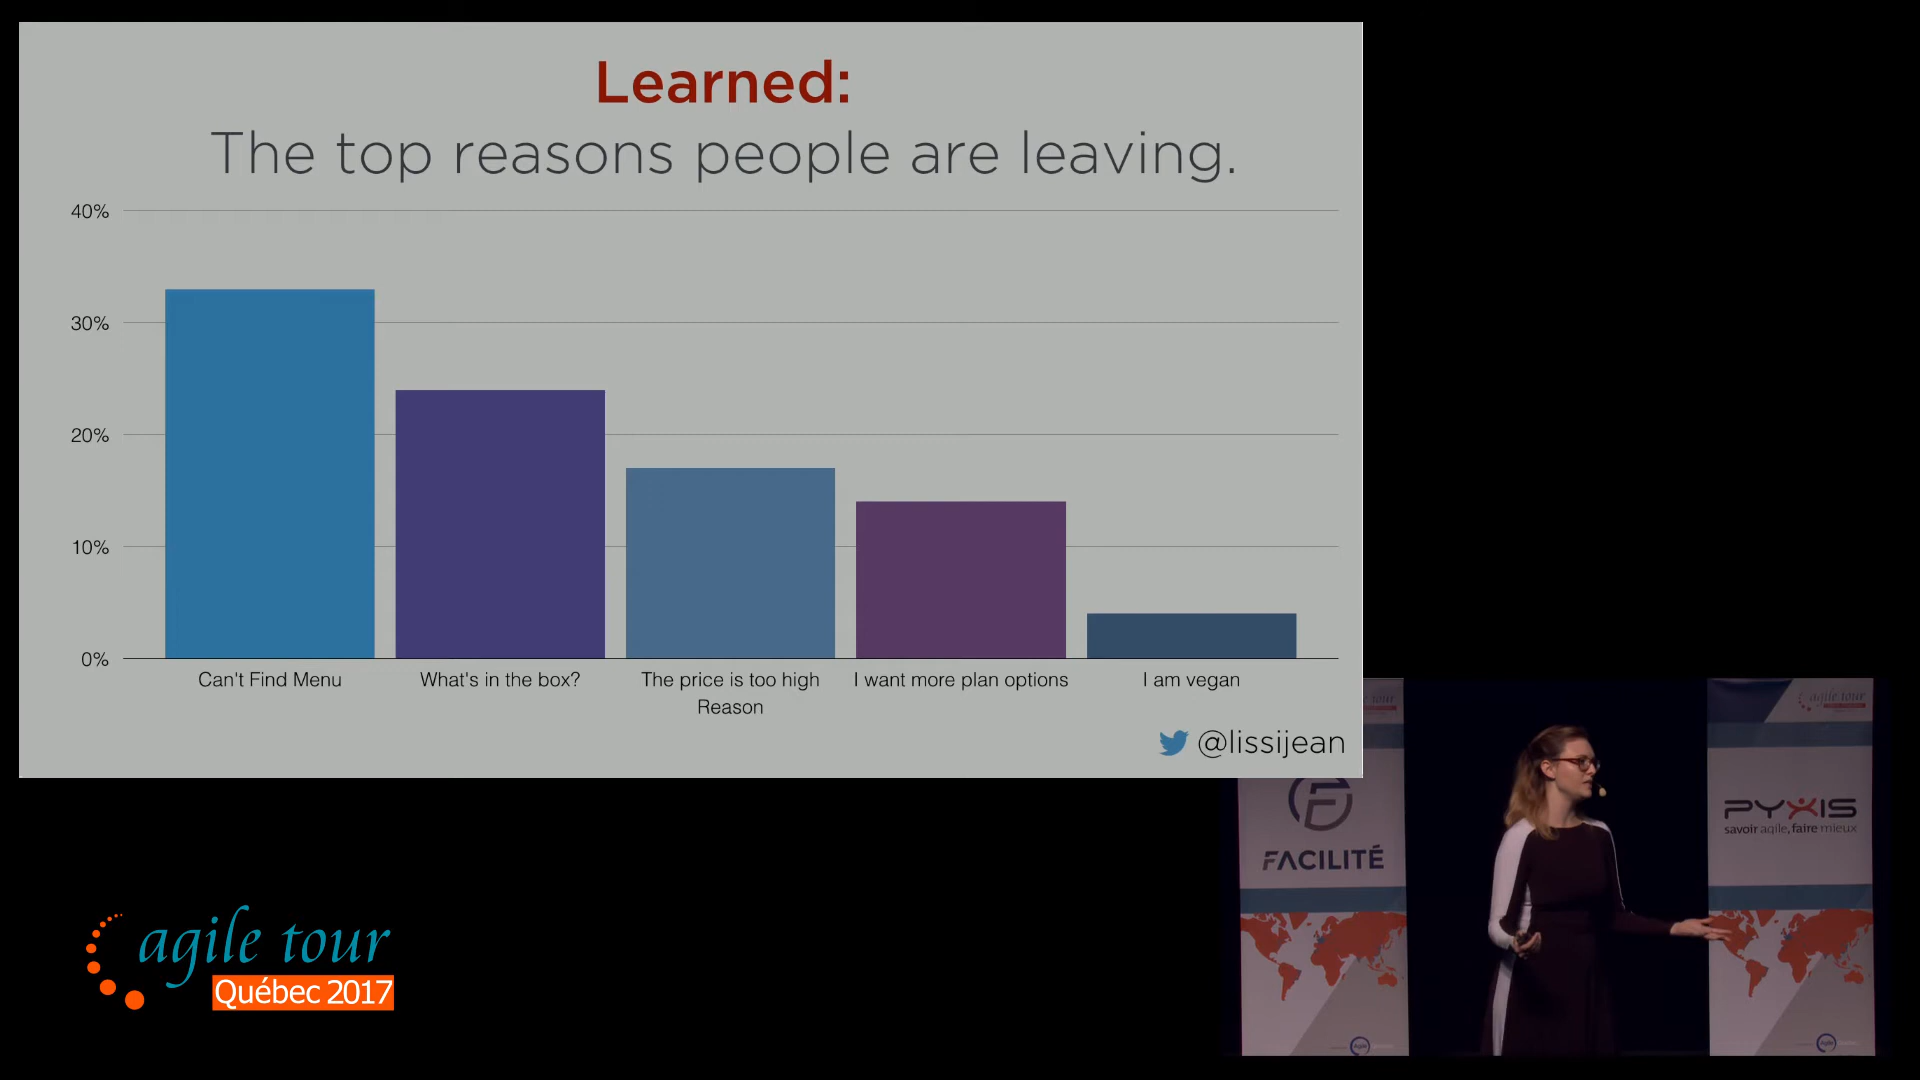 Learned:
The top reasons people are leaving.
40%
30%
20%
10%
0%
Can't Find Menu
What's in the box?
The price is too high
I want more plan options
I am vegan
Reason
@lissijean
agile tour
FACILITÉ
PYXIS
savoir agile, faire mieux
agile tour
Québec 2017